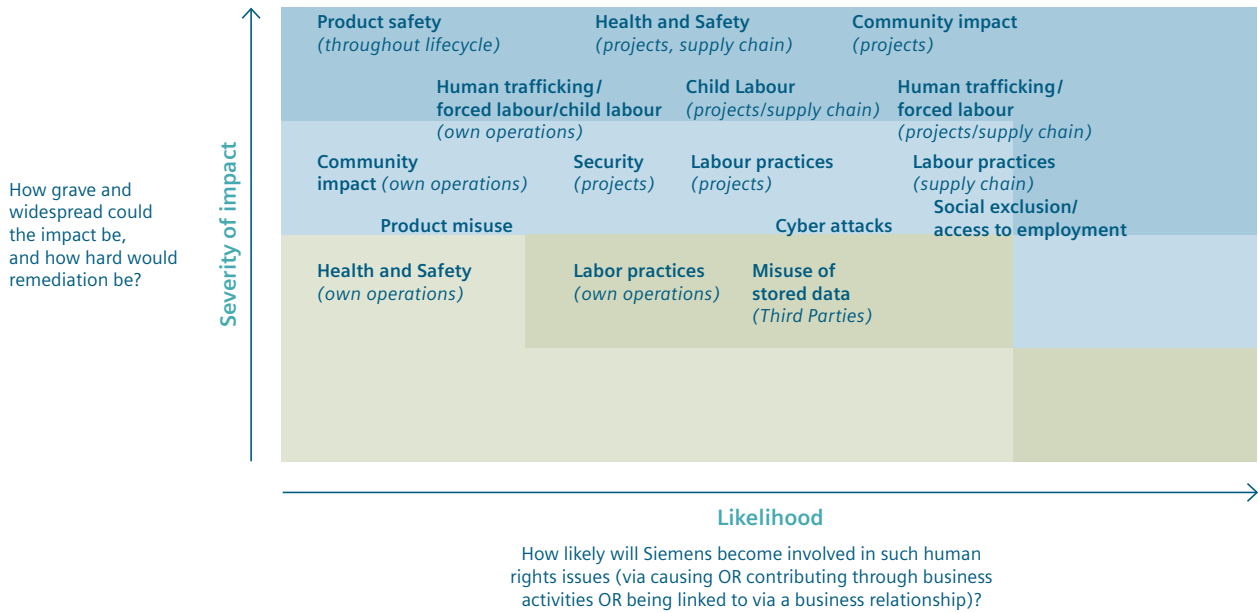 Product safety
(throughout lifecycle)
Health and Safety
(projects, supply chain)
Community impact
(projects)
Human trafficking/
forced labour/child labour
(own operations)
Child Labour
(projects/supply chain)
Human trafficking/
forced labour
(projects/supply chain)
Community
impact (own operations)
Security
(projects)
Labour practices
(projects)
Labour practices
(supply chain)
Product misuse
Cyber attacks
Social exclusion/
access to employment
Health and Safety
(own operations)
Labor practices
(own operations)
Misuse of
stored data
(Third Parties)
How grave and
widespread could
the impact be,
and how hard would
remediation be?
Severity of impact
Likelihood
How likely will Siemens become involved in such human
rights issues (via causing OR contributing through business
activities OR being linked to via a business relationship)?